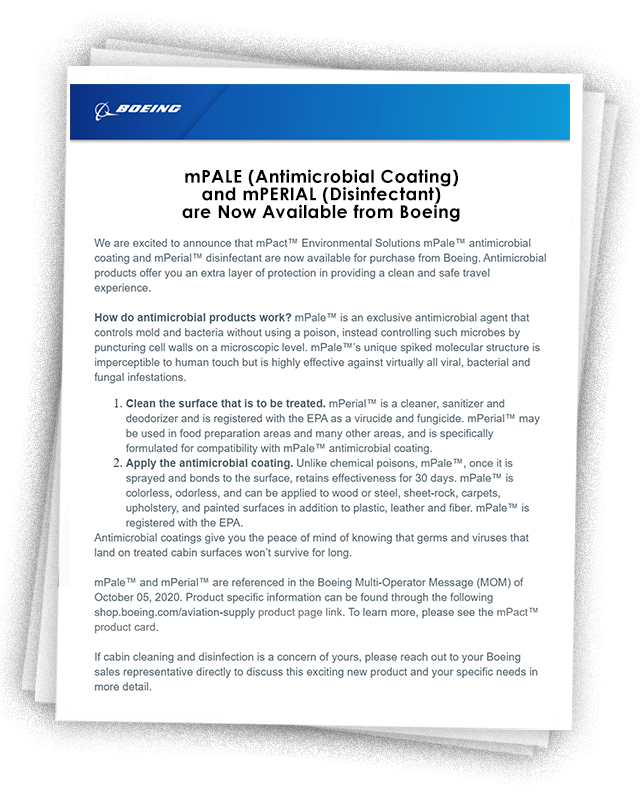 BOEING
mPALE (Antimicrobial Coating)
and mPERIAL (Disinfectant)
are Now Available from Boeing
We are excited to announce that mPact™ Environmental Solutions mPale™ antimicrobial
coating and mPerial™ disinfectant are now available for purchase from Boeing. Antimicrobial
products offer you an extra layer of protection in providing a clean and safe travel
experience.
How do antimicrobial products work? mPale™ is an exclusive antimicrobial agent that
controls mold and bacteria without using a poison, instead controlling such microbes by
puncturing cell walls on a microscopic level. mPale™'s unique spiked molecular structure is
imperceptible to human touch but is highly effective against virtually all viral, bacterial and
fungal infestations.
1. Clean the surface that is to be treated. mPerial™ is a cleaner, sanitizer and
deodorizer and is registered with the EPA as a virucide and fungicide. mPerial™ may
be used in food preparation areas and many other areas, and is specifically
formulated for compatibility with mPale™ antimicrobial coating.
2. Apply the antimicrobial coating. Unlike chemical poisons, mPale™, once it is
sprayed and bonds to the surface, retains effectiveness for 30 days. mPale™ is
colorless, odorless, and can be applied to wood or steel, sheet-rock, carpets,
upholstery, and painted surfaces in addition to plastic, leather and fiber. mPale™ is
registered with the EPA.
Antimicrobial coatings give you the peace of mind of knowing that germs and viruses that
land on treated cabin surfaces won't survive for long.
mPale™ and mPerial™ are referenced in the Boeing Multi-Operator Message (MOM) of
October 05, 2020. Product specific information can be found through the following
shop.boeing.com/aviation-supply product page link. To learn more, please see the mPact™
product card.
If cabin cleaning and disinfection is a concern of yours, please reach out to your Boeing
sales representative directly to discuss this exciting new product and your specific needs in
more detail.